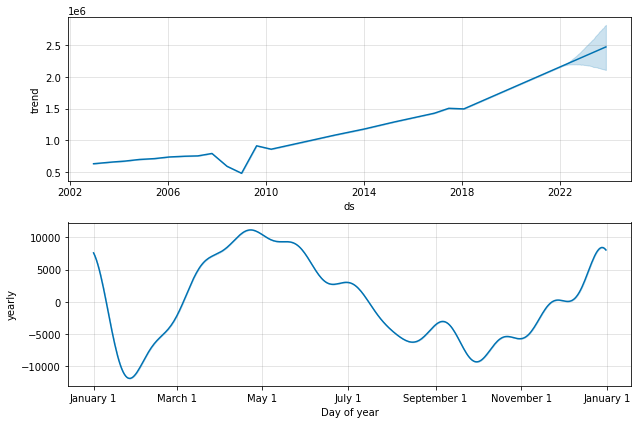 1e6
2.5
2.0
1.5
1.0
0.5
trend
2002 2006 2010 2014 2018 2022
ds
10000
5000
0
−5000
−10000
yearly
January 1 March 1 May 1 July 1 September 1 November 1 January 1
Day of year